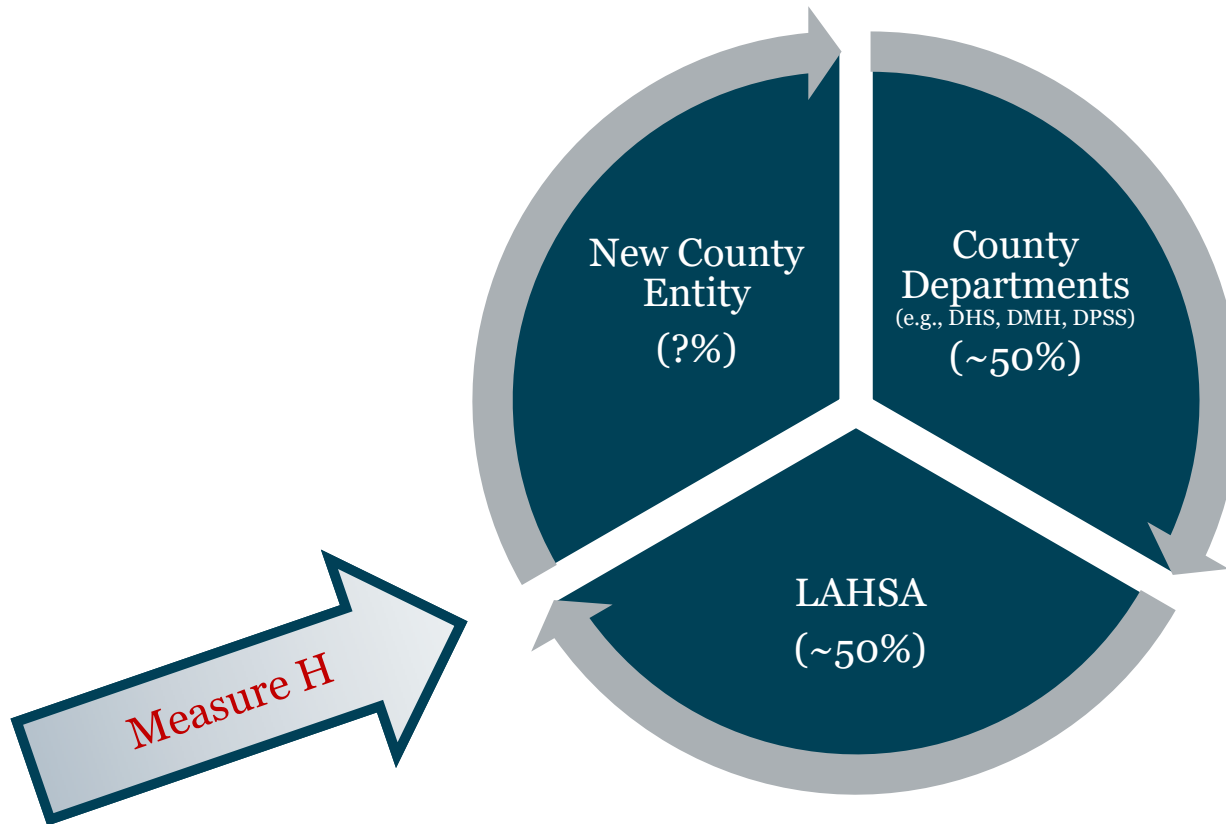 New County
Entity
(?%)
County
Departments
(e.g., DHS, DMH, DPSS)
(~50%)
LAHSA
(~50%)
Measure H